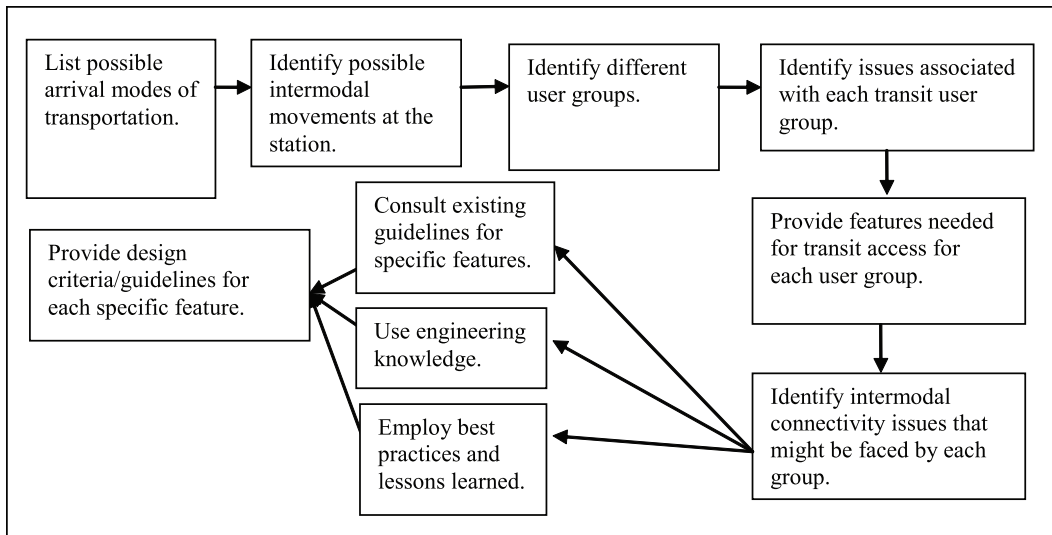 List possible
arrival modes of
transportation.
Identify possible
intermodal
movements at the
station.
Identify different
user groups.
Identify issues associated
with each transit user
group.
Provide features needed
for transit access for
each user group.
Identify intermodal
connectivity issues that
might be faced by each
group.
Consult existing
guidelines for
specific features.
Use engineering
knowledge.
Employ best
practices and
lessons learned.
Provide design
criteria/guidelines for
each specific feature.